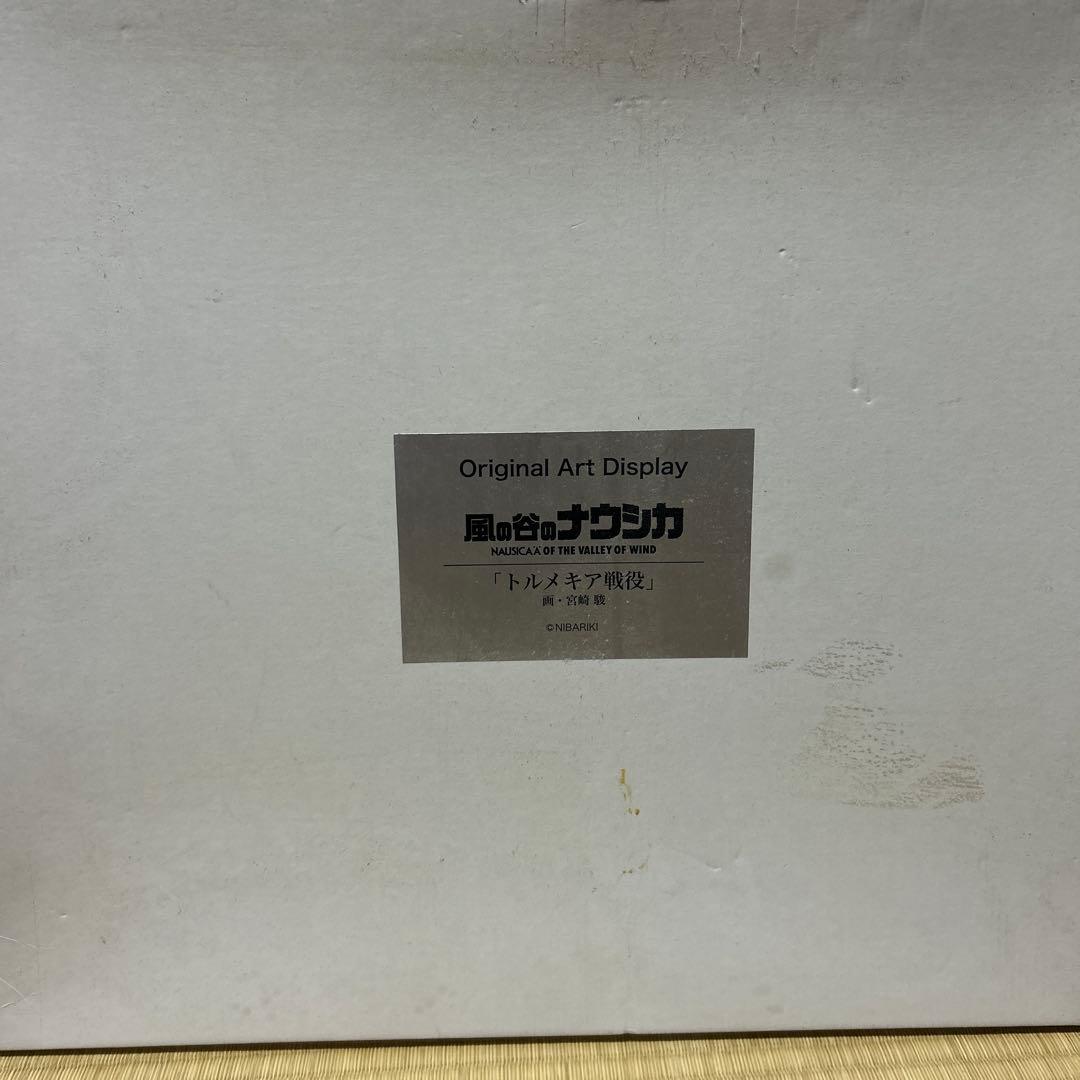 Original Art Display
風の谷のナウシカ
NAUSICAÄ OF THE VALLEY OF WIND
「トルメキア戦役」
画・宮崎 駿
©NIBARIKI